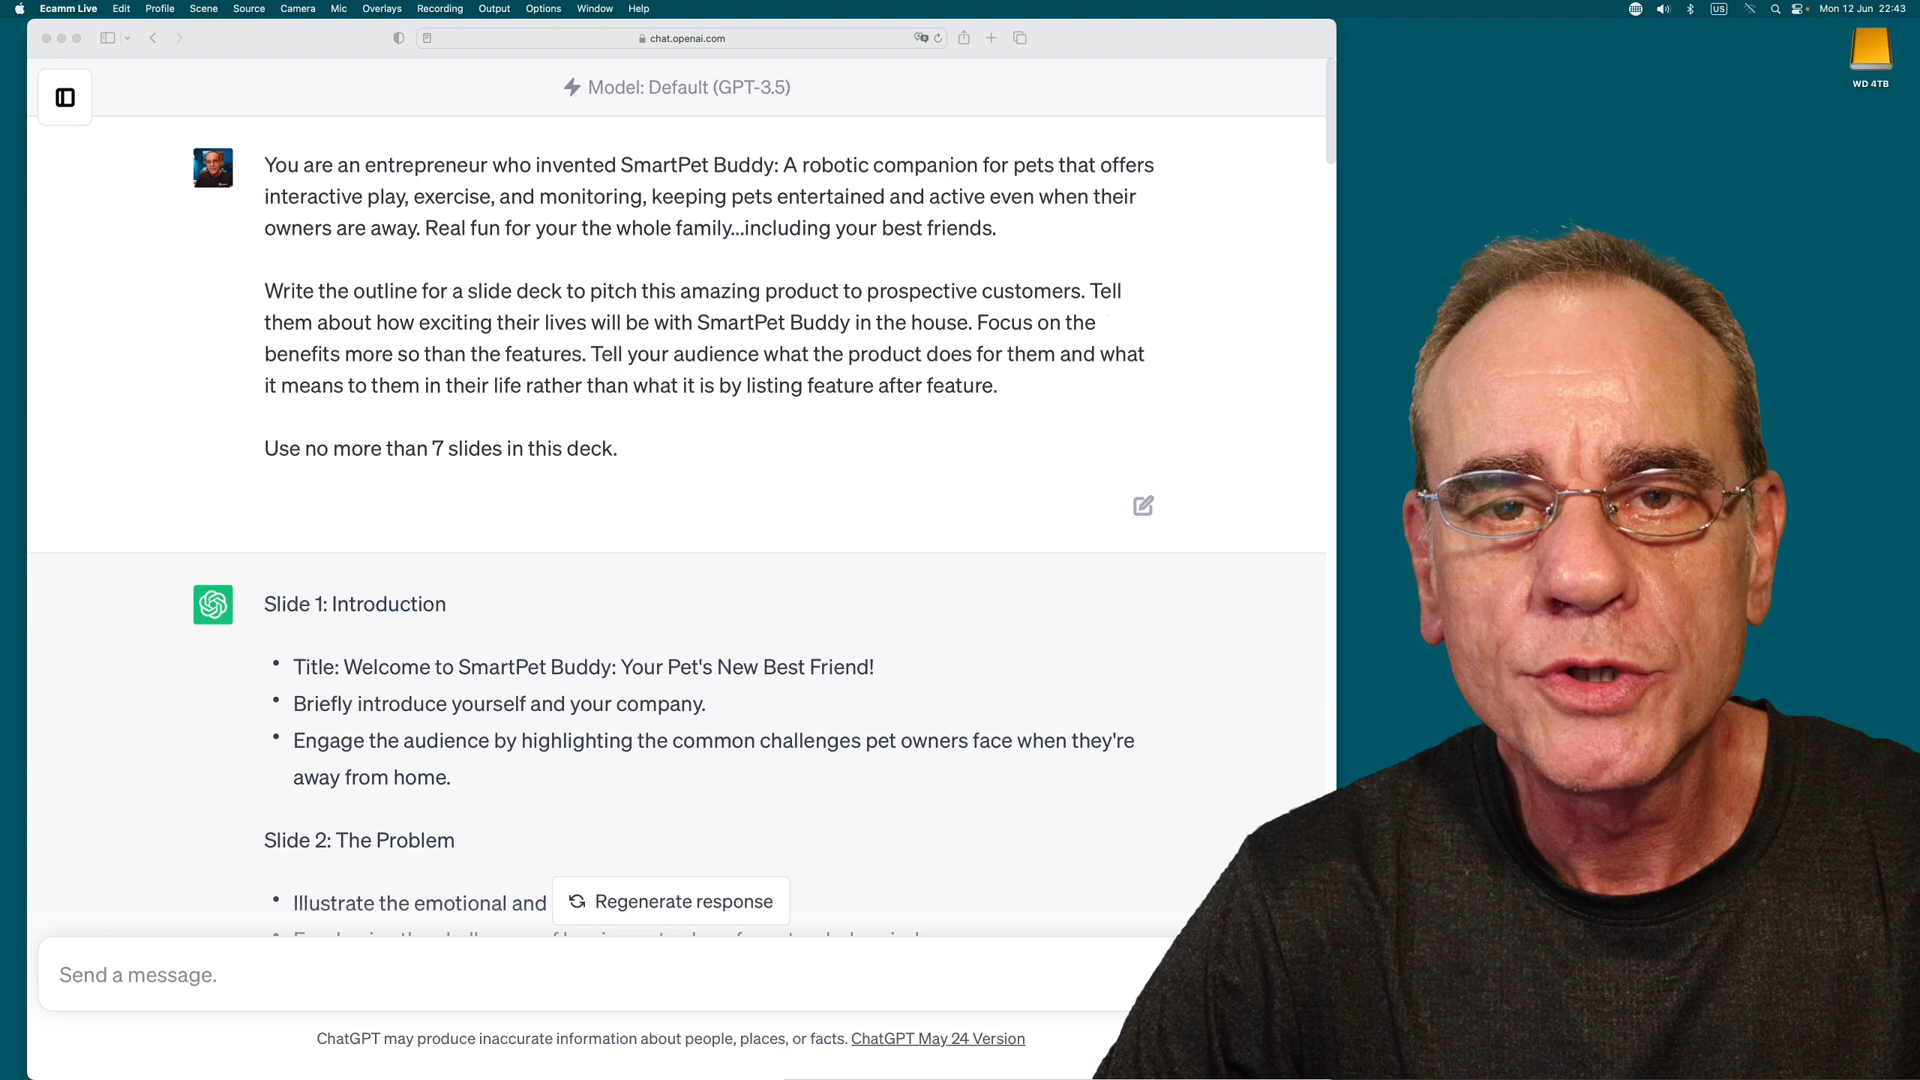 Ecamm Live Edit Profile Scene Source Camera Mic Overlays Recording Output Options Window Help US Mon 12 Jun 22:43
chat.openai.com
WD 4TB
Model: Default (GPT-3.5)
You are an entrepreneur who invented SmartPet Buddy: A robotic companion for pets that offers
interactive play, exercise, and monitoring, keeping pets entertained and active even when their
owners are away. Real fun for your the whole family...including your best friends.
Write the outline for a slide deck to pitch this amazing product to prospective customers. Tell
them about how exciting their lives will be with SmartPet Buddy in the house. Focus on the
benefits more so than the features. Tell your audience what the product does for them and what
it means to them in their life rather than what it is by listing feature after feature.
Use no more than 7 slides in this deck.
Slide 1: Introduction
• Title: Welcome to SmartPet Buddy: Your Pet's New Best Friend!
• Briefly introduce yourself and your company.
• Engage the audience by highlighting the common challenges pet owners face when they're
away from home.
Slide 2: The Problem
• Illustrate the emotional and
Regenerate response
Send a message.
ChatGPT may produce inaccurate information about people, places, or facts. ChatGPT May 24 Version